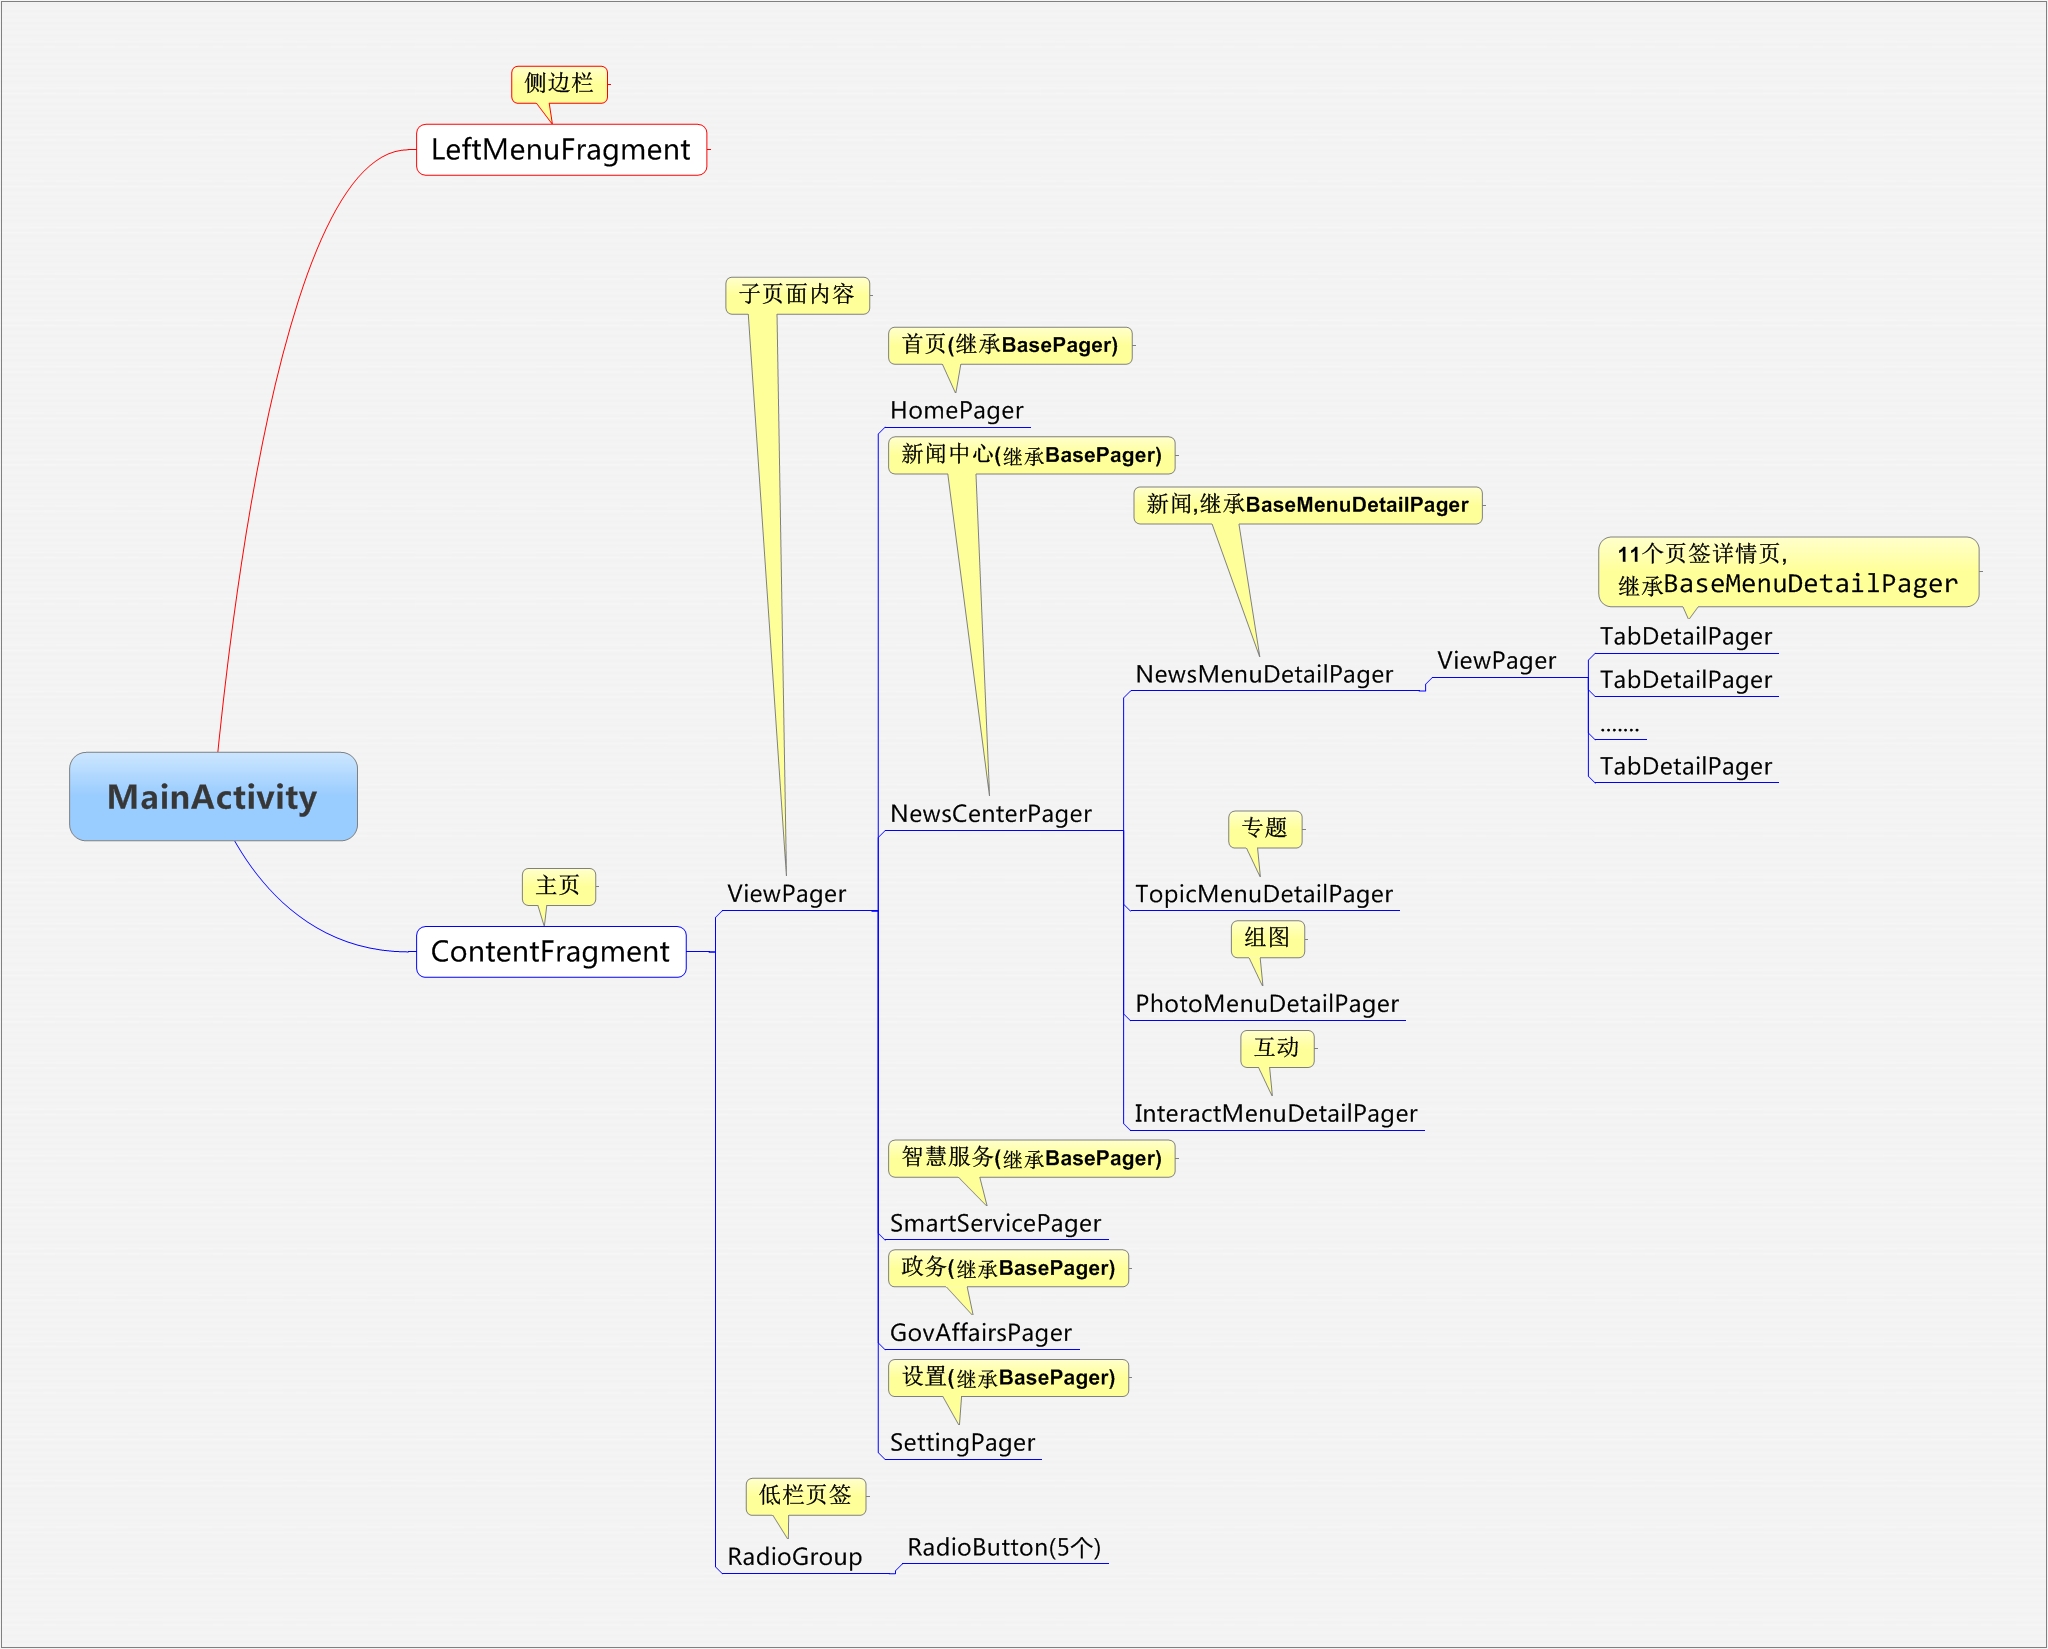 侧边栏
LeftMenuFragment
子页面内容
首页(继承BasePager)
HomePager
新闻中心(继承BasePager)
新闻,继承BaseMenuDetailPager
11个页签详情页,
继承BaseMenuDetailPager
TabDetailPager
ViewPager
NewsMenuDetailPager
TabDetailPager
.......
TabDetailPager
MainActivity
NewsCenterPager
专题
主页
ViewPager
TopicMenuDetailPager
组图
ContentFragment
PhotoMenuDetailPager
互动
InteractMenuDetailPager
智慧服务(继承BasePager)
SmartServicePager
政务(继承BasePager)
GovAffairsPager
设置(继承BasePager)
SettingPager
低栏页签
RadioGroup
RadioButton(5个)